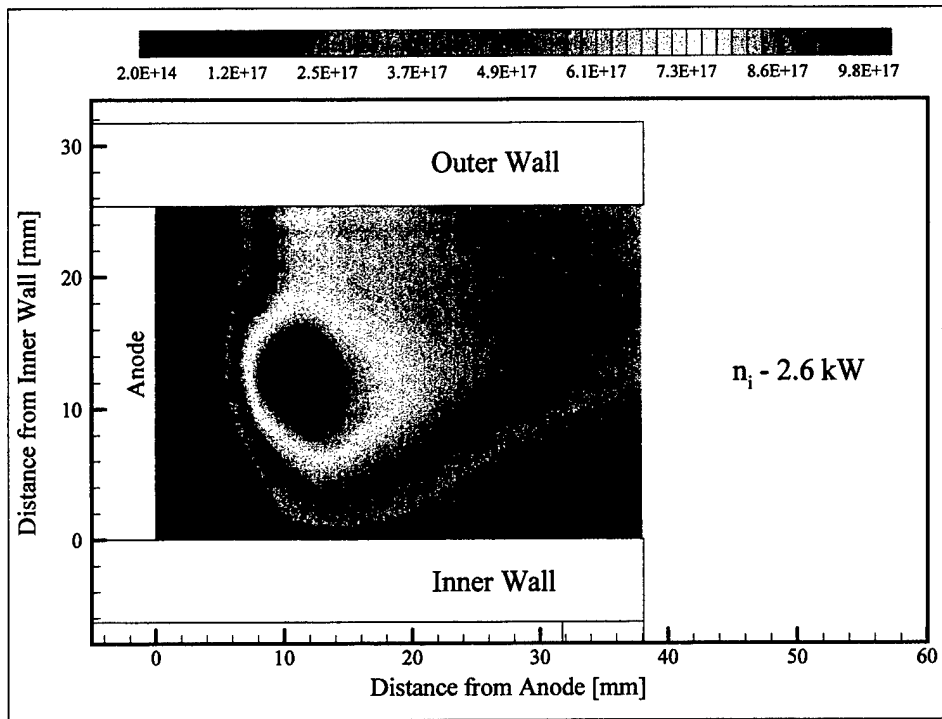 2.0E+14 1.2E+17 2.5E+17 3.7E+17 4.9E+17 6.1E+17 7.3E+17 8.6E+17 9.8E+17
30
20
10
0
Distance from Inner Wall [mm]
Outer Wall
Anode
n_i - 2.6 kW
Inner Wall
0 10 20 30 40 50 60
Distance from Anode [mm]